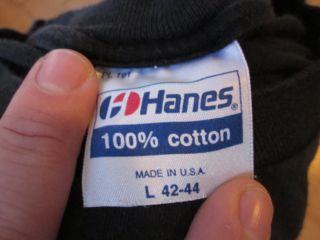 Hanes®
100% cotton
MADE IN U.S.A.
L 42-44